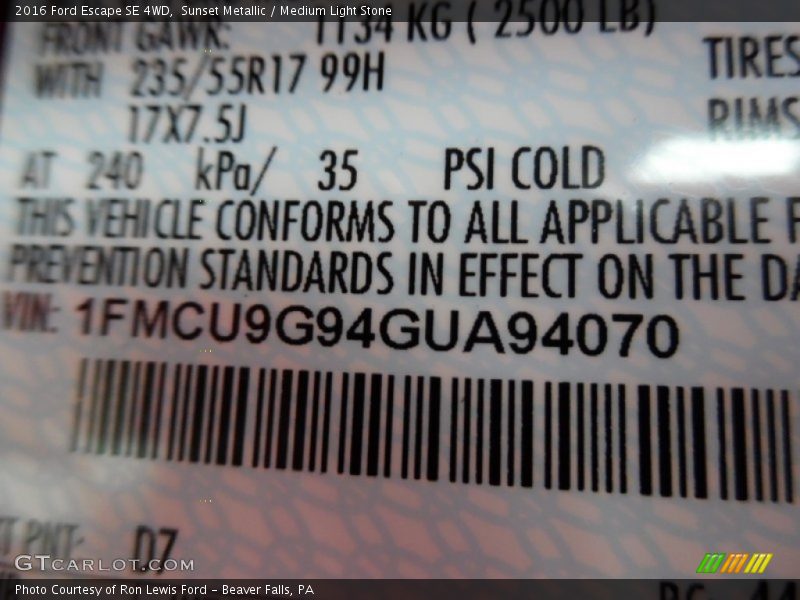 2016 Ford Escape SE 4WD, Sunset Metallic / Medium Light Stone
FRONT GAWR: 1134 KG ( 2500 LB)
WITH 235/55R17 99H TIRES
17X7.5J RIMS
AT 240 kPa/ 35 PSI COLD
THIS VEHICLE CONFORMS TO ALL APPLICABLE F
PREVENTION STANDARDS IN EFFECT ON THE DA
VIN: 1FMCU9G94GUA94070
PNT: D7
GTCARLOT.COM
Photo Courtesy of Ron Lewis Ford - Beaver Falls, PA